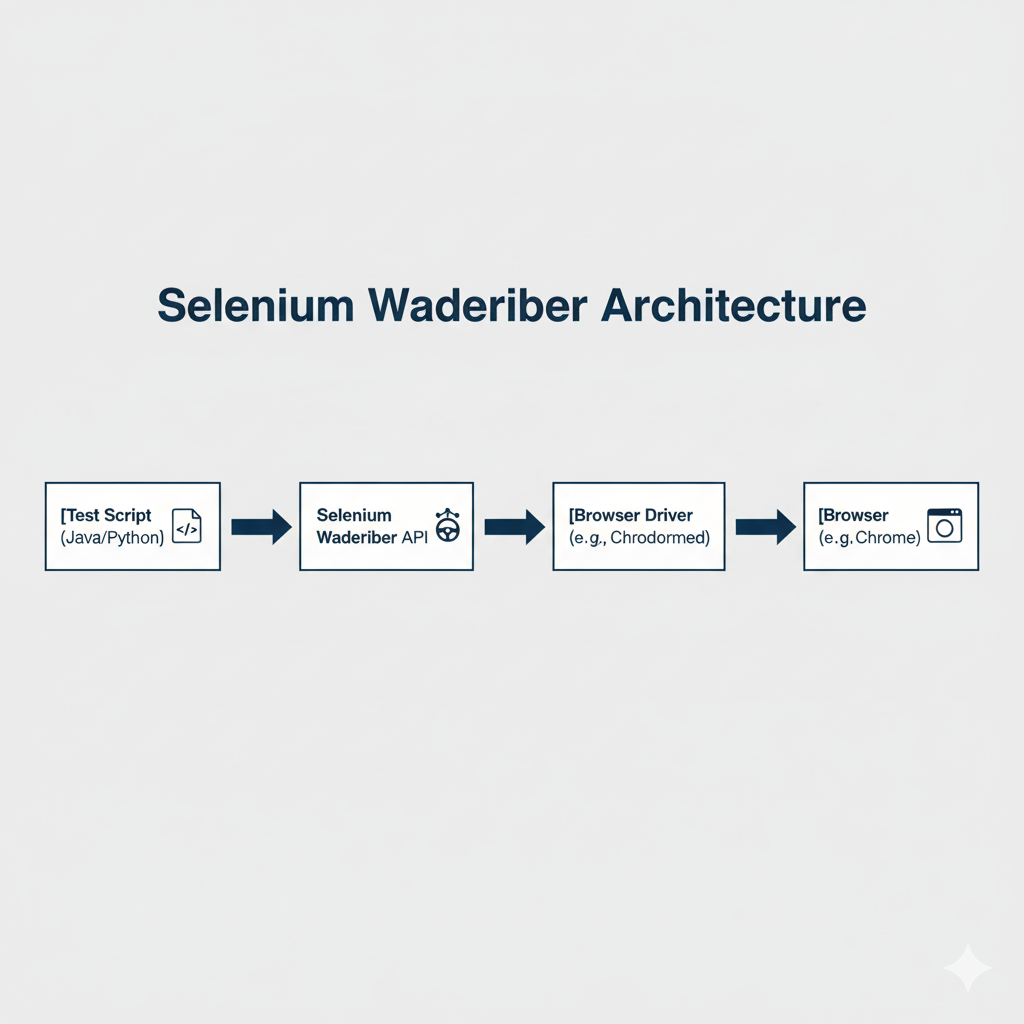 Selenium Waderiber Architecture
[Test Script
(Java/Python)
</>
Selenium
Waderiber API
[Browser Driver
(e.g., Chrodormed)
[Browser
(e.g.Chrome)